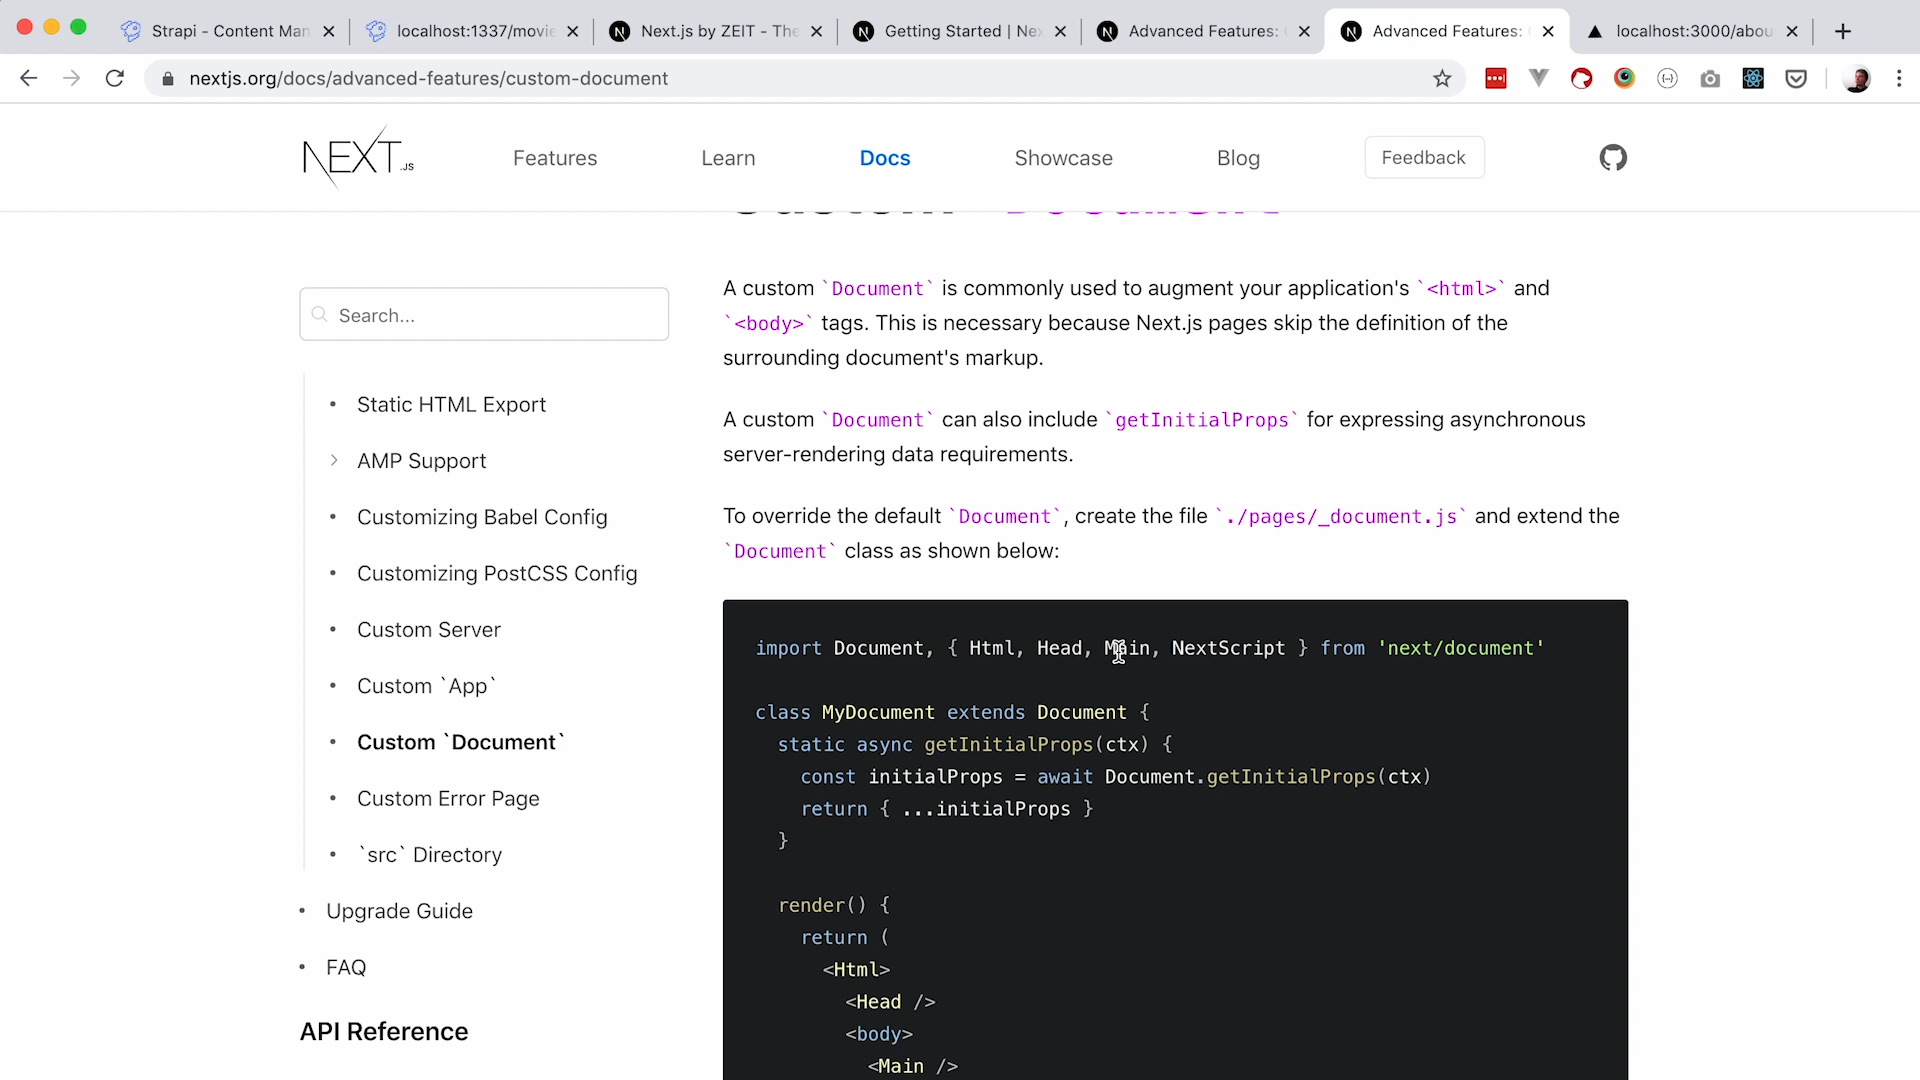 Strapi - Content Man
localhost:1337/movie
Next.js by ZEIT - The
Getting Started | Nex
Advanced Features: C
Advanced Features:
localhost:3000/abou
nextjs.org/docs/advanced-features/custom-document
NEXT.JS
Features
Learn
Docs
Showcase
Blog
Feedback
Custom `Document`
Search...
• Static HTML Export
AMP Support
• Customizing Babel Config
• Customizing PostCSS Config
• Custom Server
• Custom `App`
• Custom `Document`
• Custom Error Page
• `src` Directory
• Upgrade Guide
• FAQ
API Reference
A custom `Document` is commonly used to augment your application's `<html>` and
`<body>` tags. This is necessary because Next.js pages skip the definition of the
surrounding document's markup.
A custom `Document` can also include `getInitialProps` for expressing asynchronous
server-rendering data requirements.
To override the default `Document`, create the file `./pages/_document.js` and extend the
`Document` class as shown below:
import Document, { Html, Head, Main, NextScript } from 'next/document'
class MyDocument extends Document {
static async getInitialProps(ctx) {
const initialProps = await Document.getInitialProps(ctx)
return { ...initialProps }
}
render() {
return (
<Html>
<Head />
<body>
<Main />